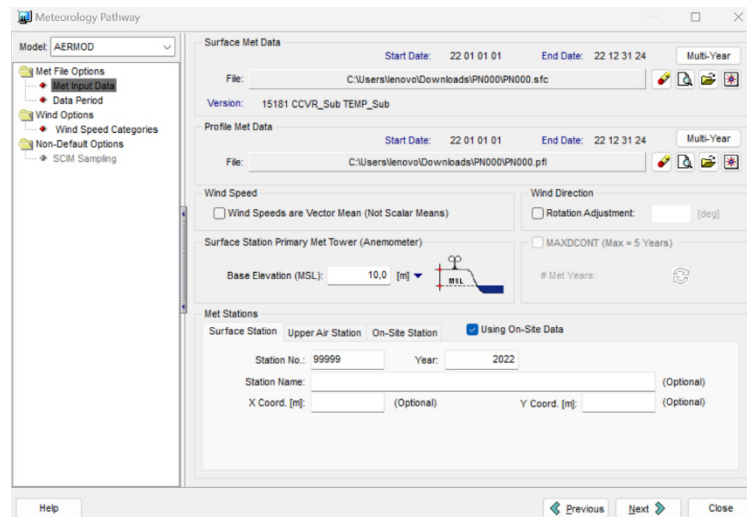 Meteorology Pathway
Model: AERMOD
Met File Options
Met Input Data
Data Period
Wind Options
Wind Speed Categories
Non-Default Options
SCIM Sampling
Surface Met Data
Start Date: 22 01 01 01 End Date: 22 12 31 24 Multi-Year
File: C:\Users\lenovo\Downloads\PN000\PN000.sfc
Version: 15181 CCVR_Sub TEMP_Sub
Profile Met Data
Start Date: 22 01 01 01 End Date: 22 12 31 24 Multi-Year
File: C:\Users\lenovo\Downloads\PN000\PN000.pfl
Wind Speed
Wind Speeds are Vector Mean (Not Scalar Means)
Wind Direction
Rotation Adjustment: [deg]
Surface Station Primary Met Tower (Anemometer)
Base Elevation (MSL): 10,0 [m]
MSL
MAXDCONT (Max = 5 Years)
# Met Years:
Met Stations
Surface Station Upper Air Station On-Site Station Using On-Site Data
Station No.: 99999 Year: 2022
Station Name: (Optional)
X Coord. [m]: (Optional) Y Coord. [m]: (Optional)
Help Previous Next Close